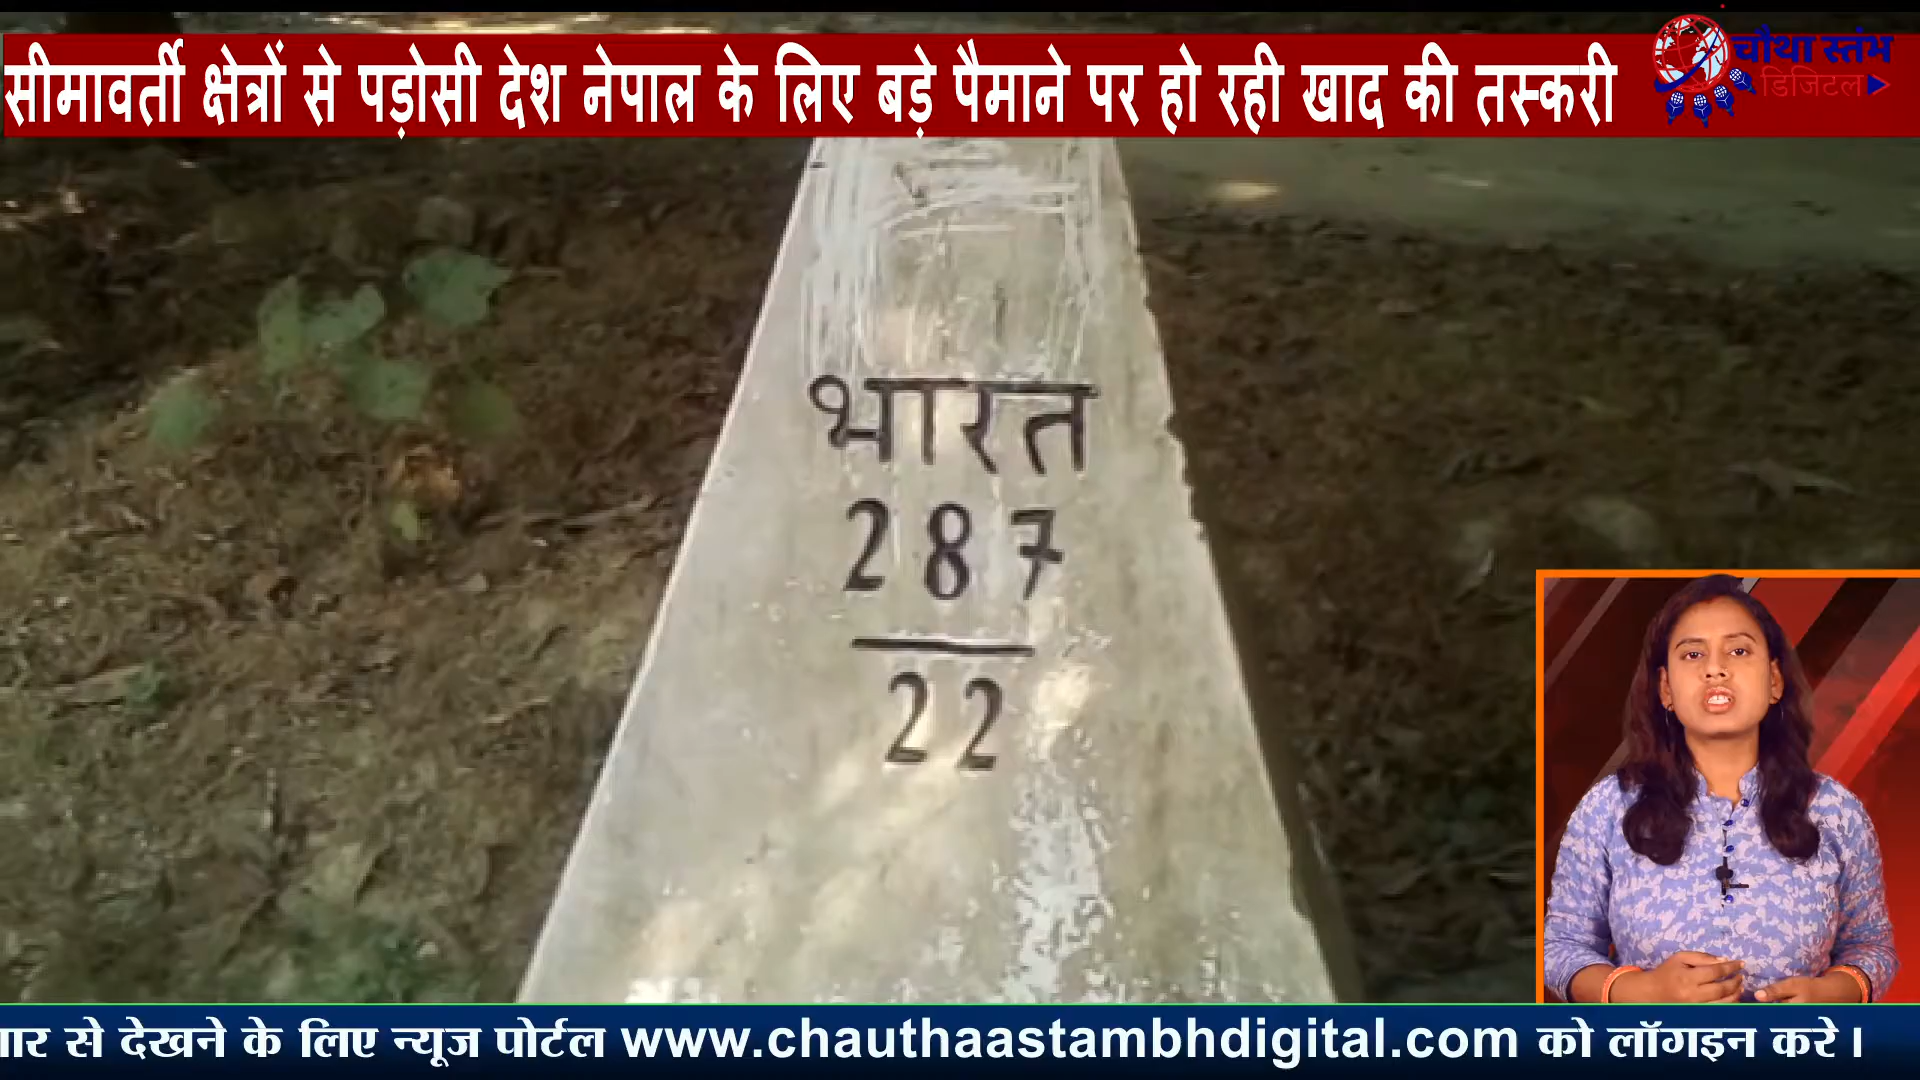 सीमावर्ती क्षेत्रों से पड़ोसी देश नेपाल के लिए बड़े पैमाने पर हो रही खाद की तस्करी
चौथा स्तंभ
डिजिटल
भारत
287
22
से देखने के लिए न्यूज पोर्टल www.chauthaastambhdigital.com को लॉगइन करे।